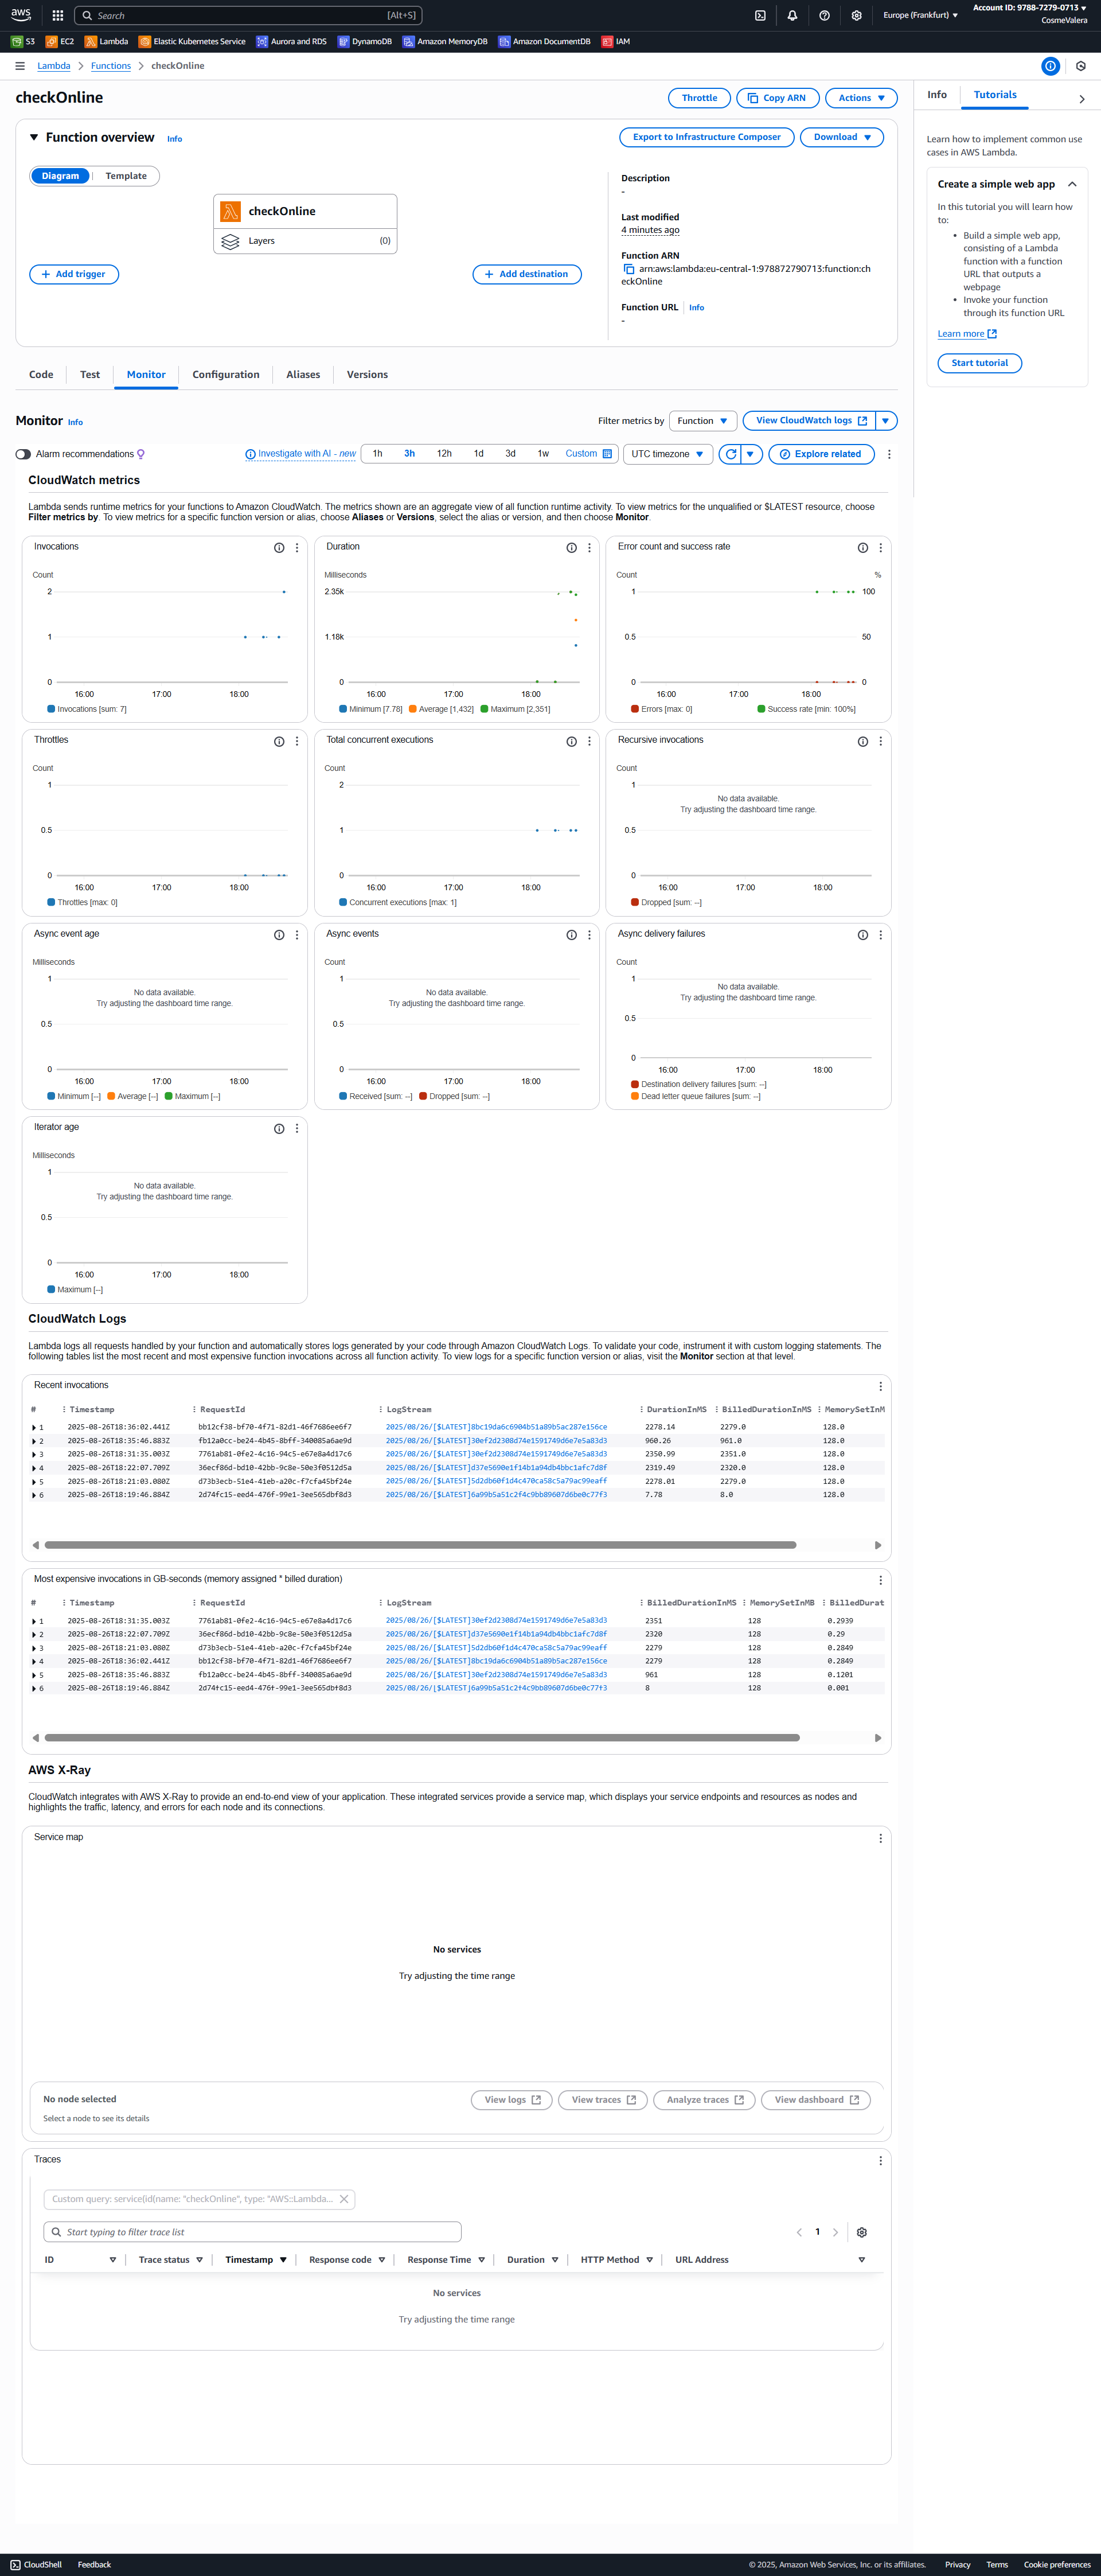 aws
Search [Alt+S]
Europe (Frankfurt)
Account ID: 9788-7279-0713
CosmeValera
S3 EC2 Lambda Elastic Kubernetes Service Aurora and RDS DynamoDB Amazon MemoryDB Amazon DocumentDB IAM
Lambda Functions checkOnline
checkOnline
Throttle Copy ARN Actions
Function overview Info
Export to Infrastructure Composer Download
Diagram Template
checkOnline
Layers (0)
Add trigger
Add destination
Description
-
Last modified
4 minutes ago
Function ARN
arn:aws:lambda:eu-central-1:978872790713:function:ch
eckOnline
Function URL Info
-
Info Tutorials
Learn how to implement common use
cases in AWS Lambda.
Create a simple web app
In this tutorial you will learn how
to:
• Build a simple web app,
consisting of a Lambda
function with a function
URL that outputs a
webpage
• Invoke your function
through its function URL
Learn more
Start tutorial
Code Test Monitor Configuration Aliases Versions
Monitor Info
Filter metrics by Function View CloudWatch logs
Alarm recommendations
Investigate with AI - new 1h 3h 12h 1d 3d 1w Custom UTC timezone Explore related
CloudWatch metrics
Lambda sends runtime metrics for your functions to Amazon CloudWatch. The metrics shown are an aggregate view of all function runtime activity. To view metrics for the unqualified or $LATEST resource, choose
Filter metrics by. To view metrics for a specific function version or alias, choose Aliases or Versions, select the alias or version, and then choose Monitor.
Invocations
Count
2
1
0
16:00 17:00 18:00
Invocations [sum: 7]
Duration
Milliseconds
2.35k
1.18k
0
16:00 17:00 18:00
Minimum [7.78] Average [1,432] Maximum [2,351]
Error count and success rate
Count %
1 100
0.5 50
0 0
16:00 17:00 18:00
Errors [max: 0] Success rate [min: 100%]
Throttles
Count
1
0.5
0
16:00 17:00 18:00
Throttles [max: 0]
Total concurrent executions
Count
2
1
0
16:00 17:00 18:00
Concurrent executions [max: 1]
Recursive invocations
Count
1
No data available.
Try adjusting the dashboard time range.
0.5
0
16:00 17:00 18:00
Dropped [sum: --]
Async event age
Milliseconds
1
No data available.
Try adjusting the dashboard time range.
0.5
0
16:00 17:00 18:00
Minimum [--] Average [--] Maximum [--]
Async events
Count
1
No data available.
Try adjusting the dashboard time range.
0.5
0
16:00 17:00 18:00
Received [sum: --] Dropped [sum: --]
Async delivery failures
Count
1
No data available.
Try adjusting the dashboard time range.
0.5
0
16:00 17:00 18:00
Destination delivery failures [sum: --]
Dead letter queue failures [sum: --]
Iterator age
Milliseconds
1
No data available.
Try adjusting the dashboard time range.
0.5
0
16:00 17:00 18:00
Maximum [--]
CloudWatch Logs
Lambda logs all requests handled by your function and automatically stores logs generated by your code through Amazon CloudWatch Logs. To validate your code, instrument it with custom logging statements. The
following tables list the most recent and most expensive function invocations across all function activity. To view logs for a specific function version or alias, visit the Monitor section at that level.
Recent invocations
# Timestamp RequestId LogStream DurationInMS BilledDurationInMS MemorySetInM
1 2025-08-26T18:36:02.441Z bb12cf38-bf70-4f71-82d1-46f7686ee6f7 2025/08/26/[$LATEST]8bc19da6c6904b51a89b5ac287e156ce 2278.14 2279.0 128.0
2 2025-08-26T18:35:46.883Z fb12a0cc-be24-4b45-8bff-340085a6ae9d 2025/08/26/[$LATEST]30ef2d2308d74e1591749d6e7e5a83d3 960.26 961.0 128.0
3 2025-08-26T18:31:35.003Z 7761ab81-0fe2-4c16-94c5-e67e8a4d17c6 2025/08/26/[$LATEST]30ef2d2308d74e1591749d6e7e5a83d3 2350.99 2351.0 128.0
4 2025-08-26T18:22:07.709Z 36ecf86d-bd10-42bb-9c8e-50e3f0512d5a 2025/08/26/[$LATEST]d37e5690e1f14b1a94db4bbc1afc7d8f 2319.49 2320.0 128.0
5 2025-08-26T18:21:03.080Z d73b3ecb-51e4-41eb-a20c-f7cfa45bf24e 2025/08/26/[$LATEST]5d2db60f1d4c470ca58c5a79ac99eaff 2278.01 2279.0 128.0
6 2025-08-26T18:19:46.884Z 2d74fc15-eed4-476f-99e1-3ee565dbf8d3 2025/08/26/[$LATEST]6a99b5a51c2f4c9bb89607d6be0c77f3 7.78 8.0 128.0
Most expensive invocations in GB-seconds (memory assigned * billed duration)
# Timestamp RequestId LogStream BilledDurationInMS MemorySetInMB BilledDurat
1 2025-08-26T18:31:35.003Z 7761ab81-0fe2-4c16-94c5-e67e8a4d17c6 2025/08/26/[$LATEST]30ef2d2308d74e1591749d6e7e5a83d3 2351 128 0.2939
2 2025-08-26T18:22:07.709Z 36ecf86d-bd10-42bb-9c8e-50e3f0512d5a 2025/08/26/[$LATEST]d37e5690e1f14b1a94db4bbc1afc7d8f 2320 128 0.29
3 2025-08-26T18:21:03.080Z d73b3ecb-51e4-41eb-a20c-f7cfa45bf24e 2025/08/26/[$LATEST]5d2db60f1d4c470ca58c5a79ac99eaff 2279 128 0.2849
4 2025-08-26T18:36:02.441Z bb12cf38-bf70-4f71-82d1-46f7686ee6f7 2025/08/26/[$LATEST]8bc19da6c6904b51a89b5ac287e156ce 2279 128 0.2849
5 2025-08-26T18:35:46.883Z fb12a0cc-be24-4b45-8bff-340085a6ae9d 2025/08/26/[$LATEST]30ef2d2308d74e1591749d6e7e5a83d3 961 128 0.1201
6 2025-08-26T18:19:46.884Z 2d74fc15-eed4-476f-99e1-3ee565dbf8d3 2025/08/26/[$LATEST]6a99b5a51c2f4c9bb89607d6be0c77f3 8 128 0.001
AWS X-Ray
CloudWatch integrates with AWS X-Ray to provide an end-to-end view of your application. These integrated services provide a service map, which displays your service endpoints and resources as nodes and
highlights the traffic, latency, and errors for each node and its connections.
Service map
No services
Try adjusting the time range
No node selected
Select a node to see its details
View logs View traces Analyze traces View dashboard
Traces
Custom query: service(id(name: "checkOnline", type: "AWS::Lambda...
Start typing to filter trace list
1
ID Trace status Timestamp Response code Response Time Duration HTTP Method URL Address
No services
Try adjusting the time range
CloudShell Feedback
© 2025, Amazon Web Services, Inc. or its affiliates. Privacy Terms Cookie preferences